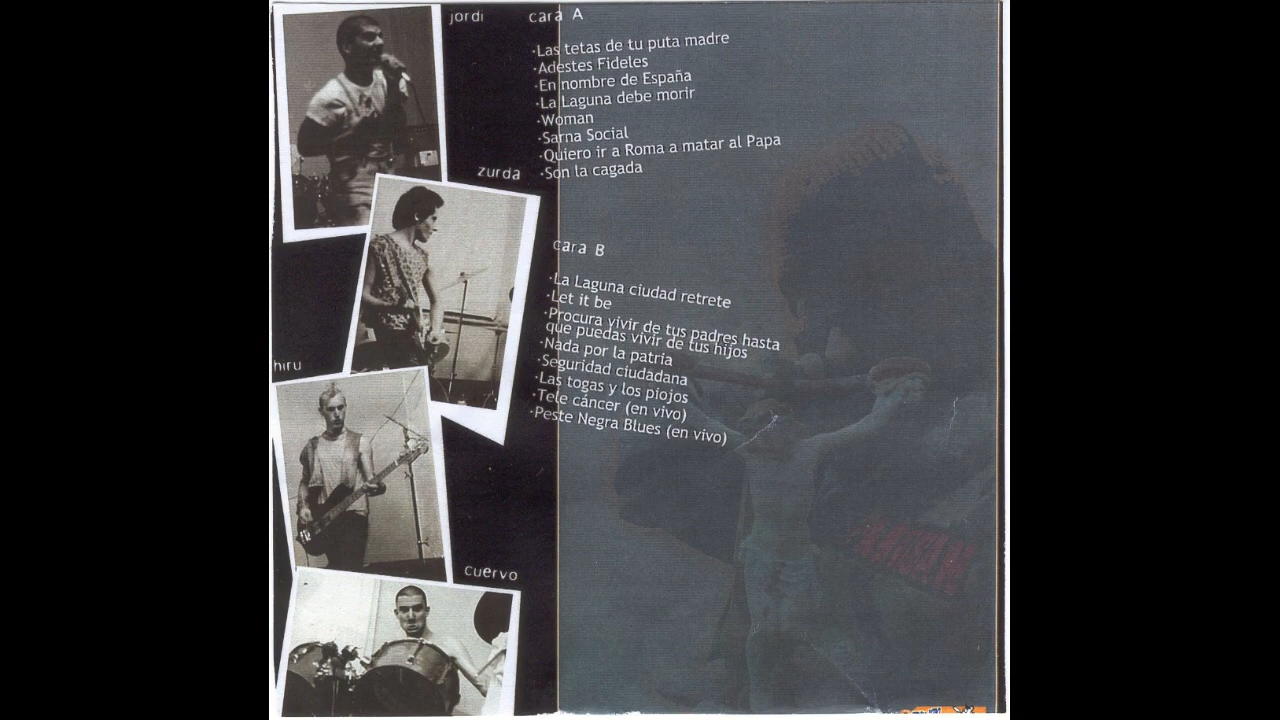 jordi
cara A
·Las tetas de tu puta madre
·Adestes Fideles
·En nombre de España
·La Laguna debe morir
·Woman
·Sarna Social
·Quiero ir a Roma a matar al Papa
·Son la cagada
zurda
cara B
·La Laguna ciudad retrete
·Let it be
·Procura vivir de tus padres hasta
que puedas vivir de tus hijos
·Nada por la patria
·Seguridad ciudadana
·Las togas y los piojos
·Tele cáncer (en vivo)
·Peste Negra Blues (en vivo)
hiru
cuervo